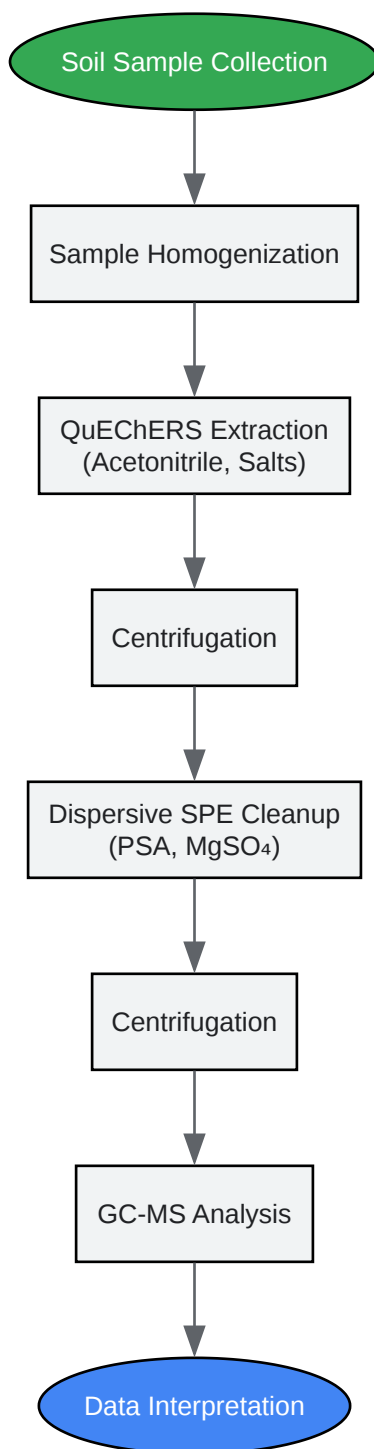 Soil Sample Collection
Sample Homogenization
QuEChERS Extraction
(Acetonitrile, Salts)
Centrifugation
Dispersive SPE Cleanup
(PSA, MgSO₄)
Centrifugation
GC-MS Analysis
Data Interpretation